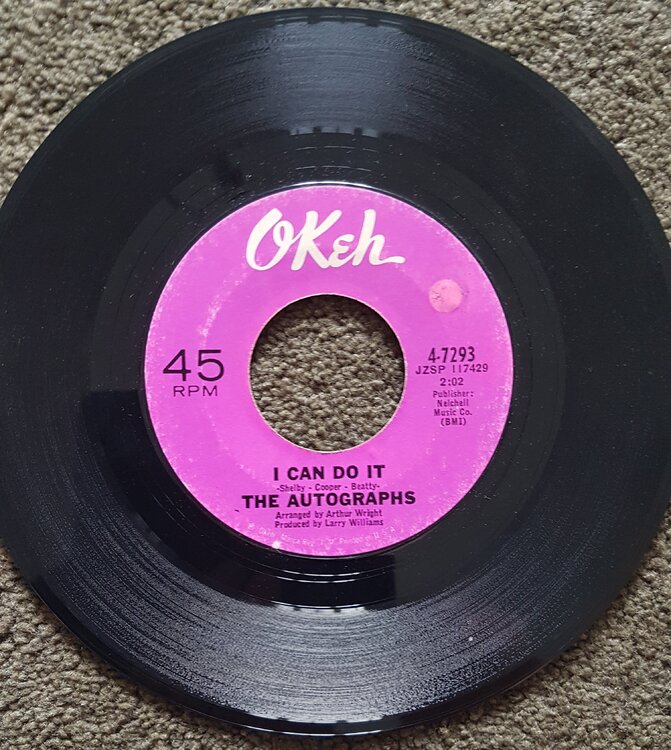 OKeh
45
RPM
4-7293
JZSP 117429
2:02
Publisher:
Nelchell
Music Co.
(BMI)
I CAN DO IT
-Shelby - Cooper - Beatty-
THE AUTOGRAPHS
Arranged by Arthur Wright
Produced by Larry Williams